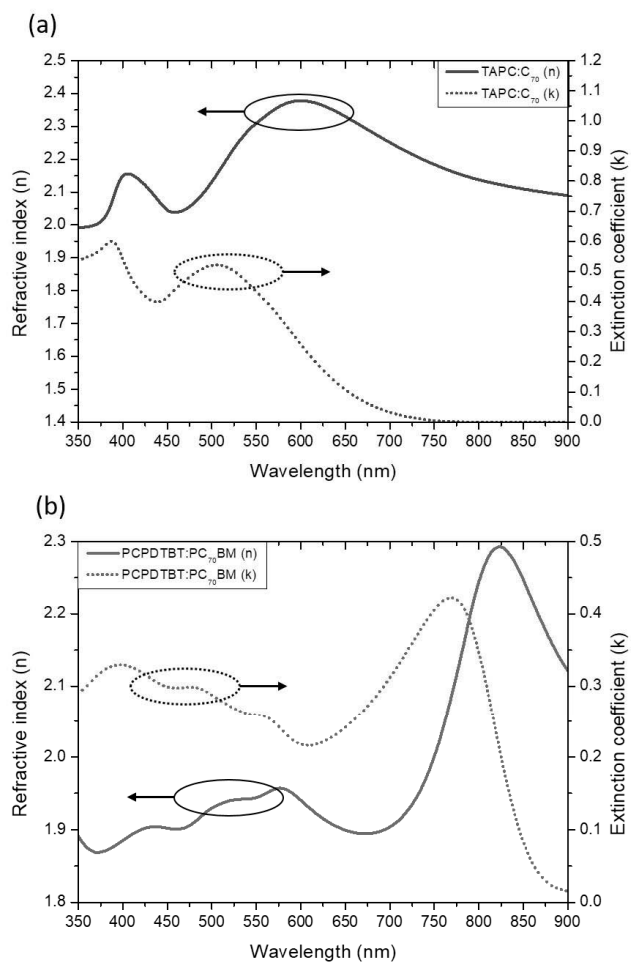 (a)
TAPC:C₇₀ (n)
TAPC:C₇₀ (k)
2.5
2.4
2.3
2.2
2.1
2.0
1.9
1.8
1.7
1.6
1.5
1.4
Refractive index (n)
1.2
1.1
1.0
0.9
0.8
0.7
0.6
0.5
0.4
0.3
0.2
0.1
0.0
Extinction coefficient (k)
350 400 450 500 550 600 650 700 750 800 850 900
Wavelength (nm)
(b)
PCPDTBT:PC₇₀BM (n)
PCPDTBT:PC₇₀BM (k)
2.3
2.2
2.1
2.0
1.9
1.8
Refractive index (n)
0.5
0.4
0.3
0.2
0.1
0.0
Extinction coefficient (k)
350 400 450 500 550 600 650 700 750 800 850 900
Wavelength (nm)